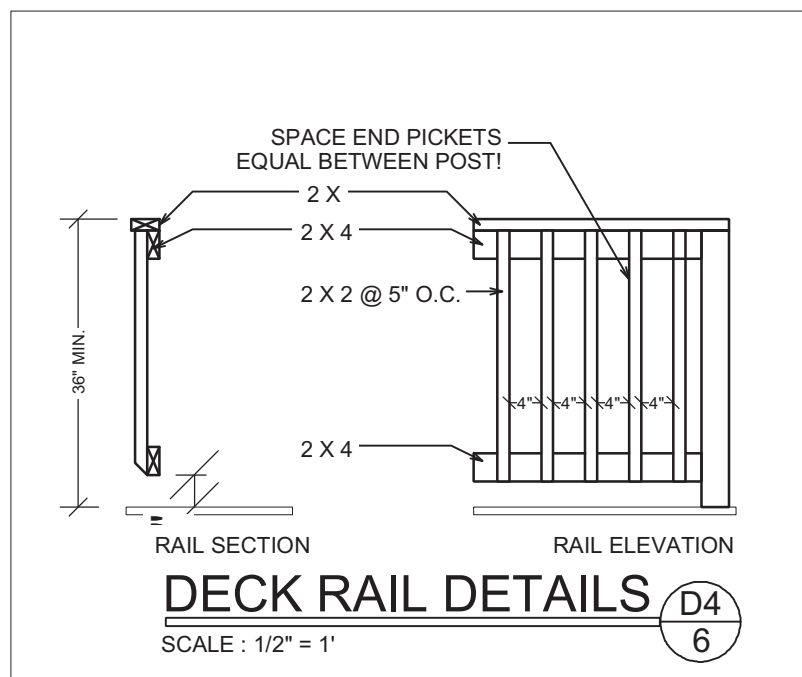 SPACE END PICKETS
EQUAL BETWEEN POST!
2 X
2 X 4
2 X 2 @ 5" O.C.
36" MIN.
4" 4" 4" 4"
2 X 4
RAIL SECTION
RAIL ELEVATION
DECK RAIL DETAILS
D4
6
SCALE : 1/2" = 1'